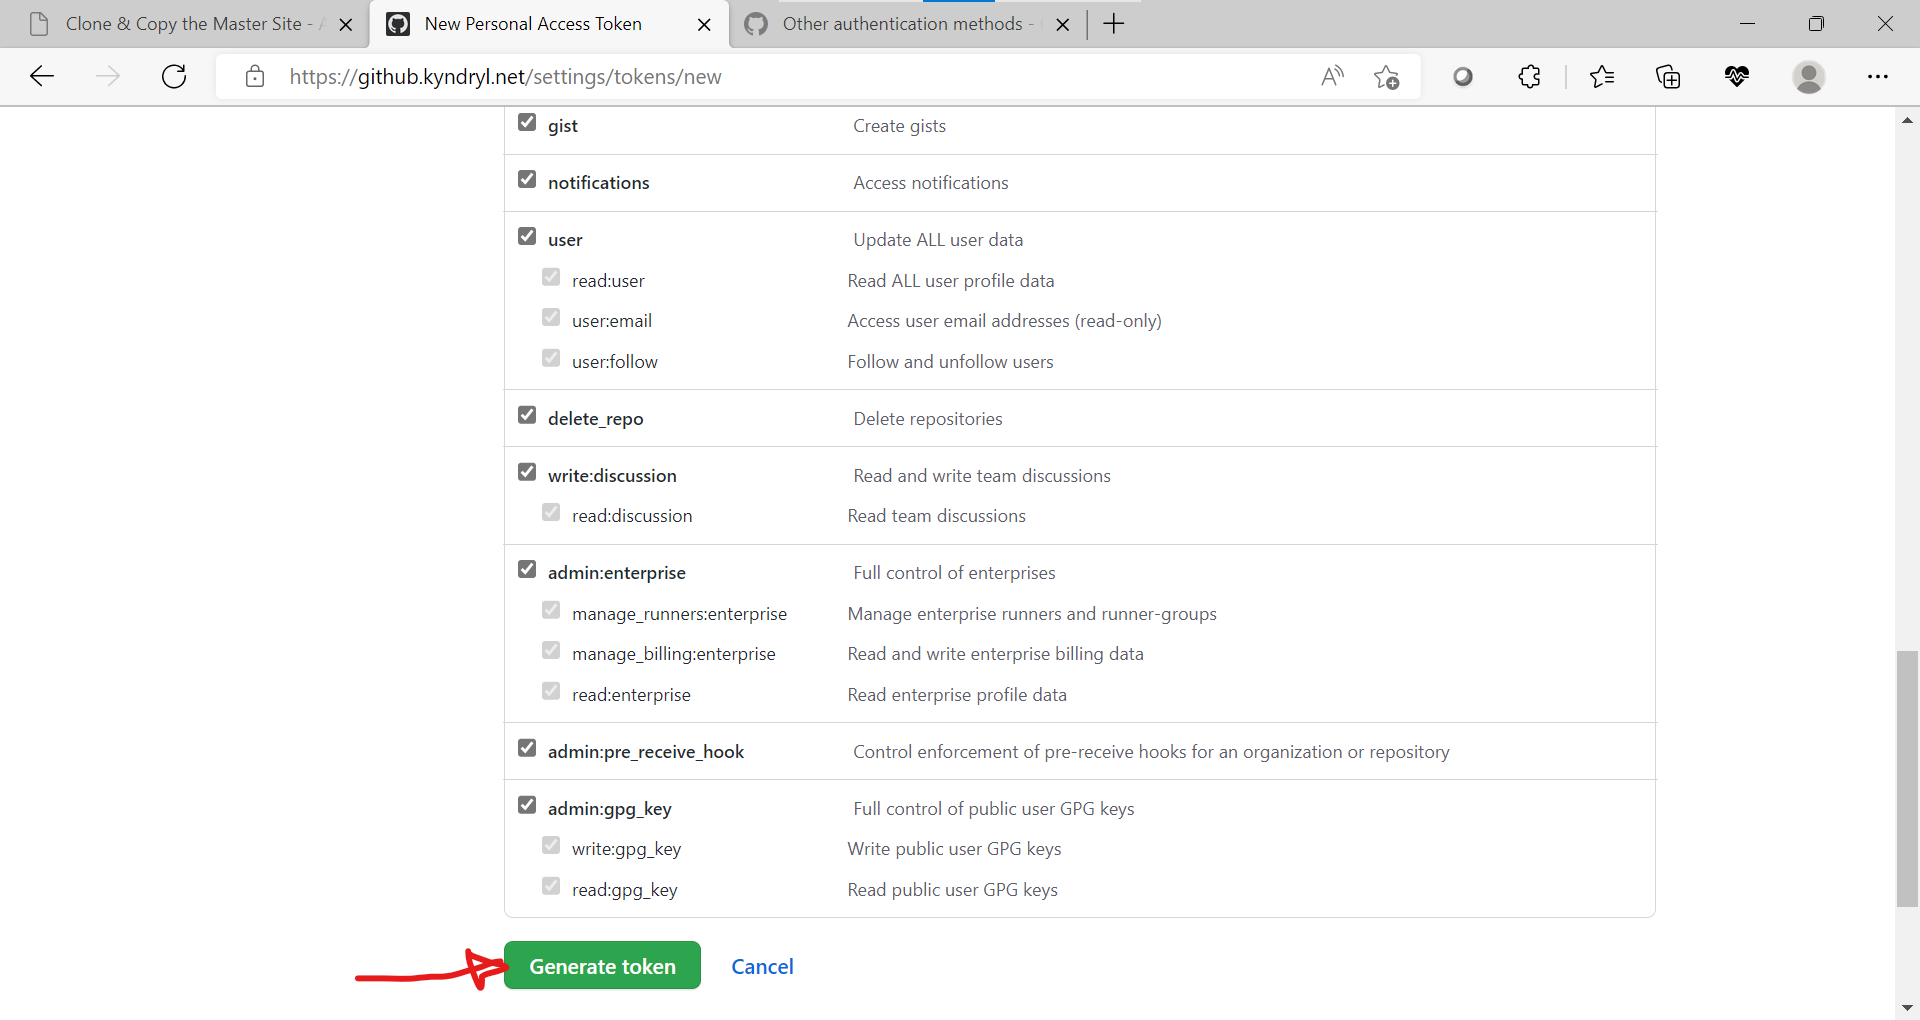 Clone & Copy the Master Site -
New Personal Access Token
Other authentication methods -
https://github.kyndryl.net/settings/tokens/new
gist Create gists
notifications Access notifications
user Update ALL user data
read:user Read ALL user profile data
user:email Access user email addresses (read-only)
user:follow Follow and unfollow users
delete_repo Delete repositories
write:discussion Read and write team discussions
read:discussion Read team discussions
admin:enterprise Full control of enterprises
manage_runners:enterprise Manage enterprise runners and runner-groups
manage_billing:enterprise Read and write enterprise billing data
read:enterprise Read enterprise profile data
admin:pre_receive_hook Control enforcement of pre-receive hooks for an organization or repository
admin:gpg_key Full control of public user GPG keys
write:gpg_key Write public user GPG keys
read:gpg_key Read public user GPG keys
Generate token Cancel